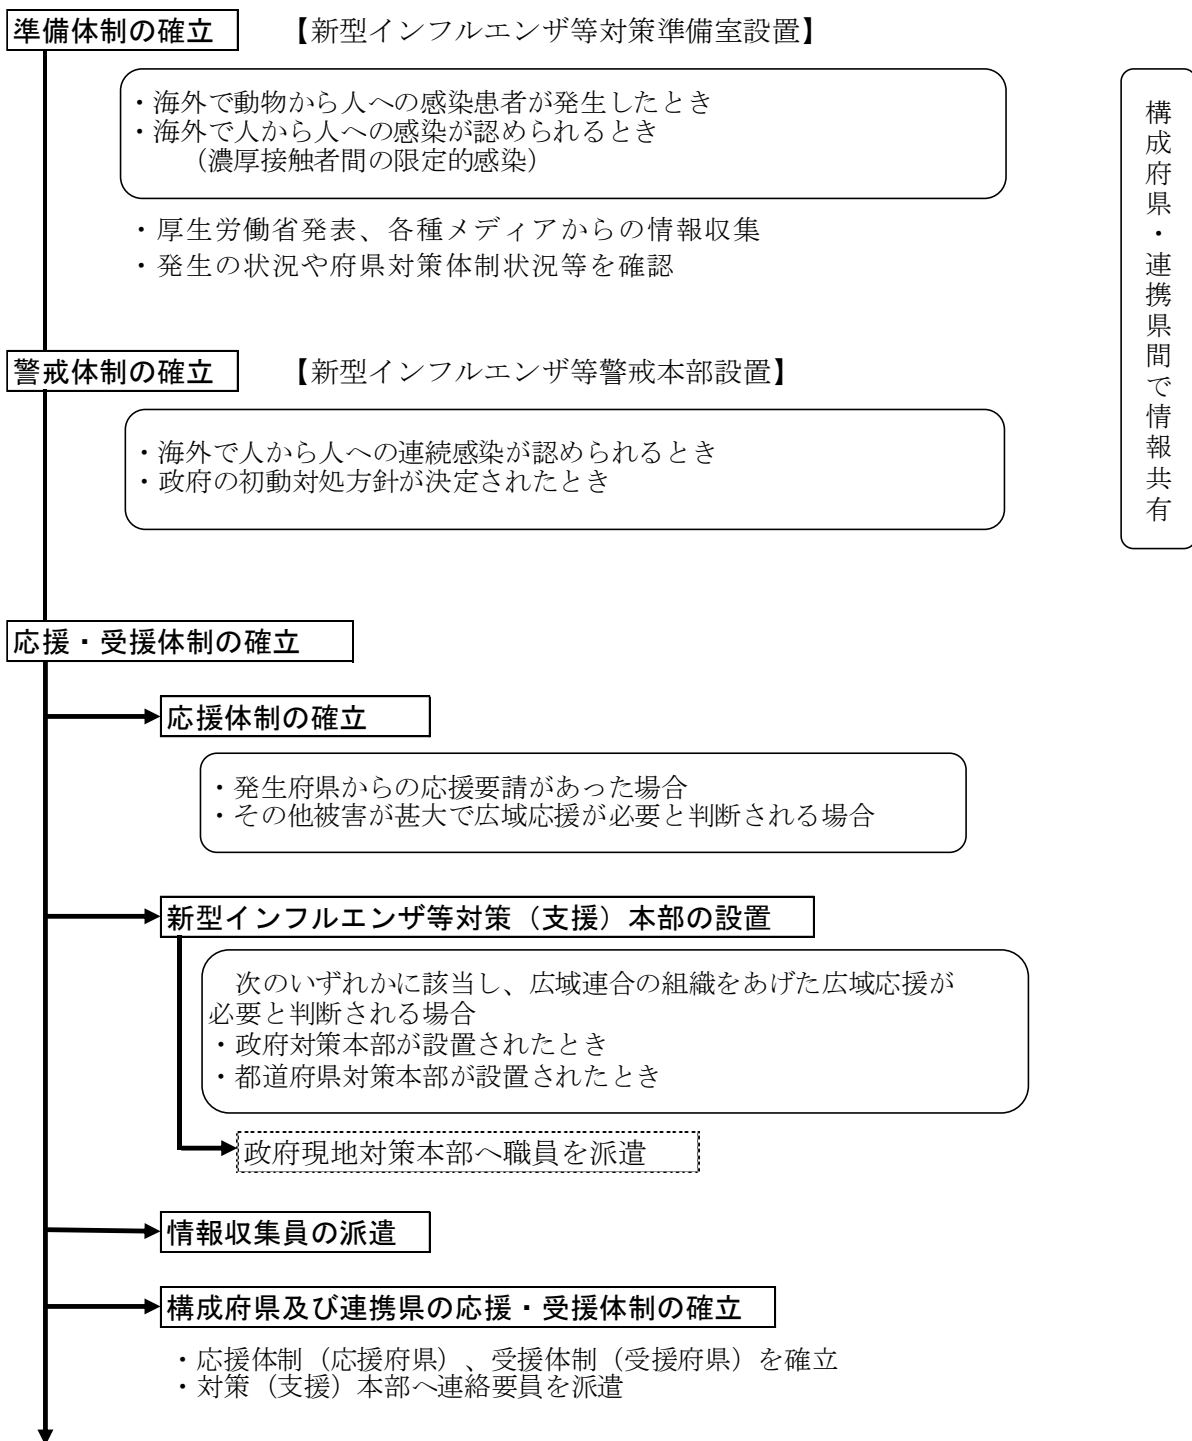 準備体制の確立 【新型インフルエンザ等対策準備室設置】
・海外で動物から人への感染患者が発生したとき
・海外で人から人への感染が認められるとき
（濃厚接触者間の限定的感染）
・厚生労働省発表、各種メディアからの情報収集
・発生の状況や府県対策体制状況等を確認
構成府県・連携県間で情報共有
警戒体制の確立 【新型インフルエンザ等警戒本部設置】
・海外で人から人への連続感染が認められるとき
・政府の初動対処方針が決定されたとき
応援・受援体制の確立
応援体制の確立
・発生府県からの応援要請があった場合
・その他被害が甚大で広域応援が必要と判断される場合
新型インフルエンザ等対策（支援）本部の設置
次のいずれかに該当し、広域連合の組織をあげた広域応援が
必要と判断される場合
・政府対策本部が設置されたとき
・都道府県対策本部が設置されたとき
政府現地対策本部へ職員を派遣
情報収集員の派遣
構成府県及び連携県の応援・受援体制の確立
・応援体制（応援府県）、受援体制（受援府県）を確立
・対策（支援）本部へ連絡要員を派遣